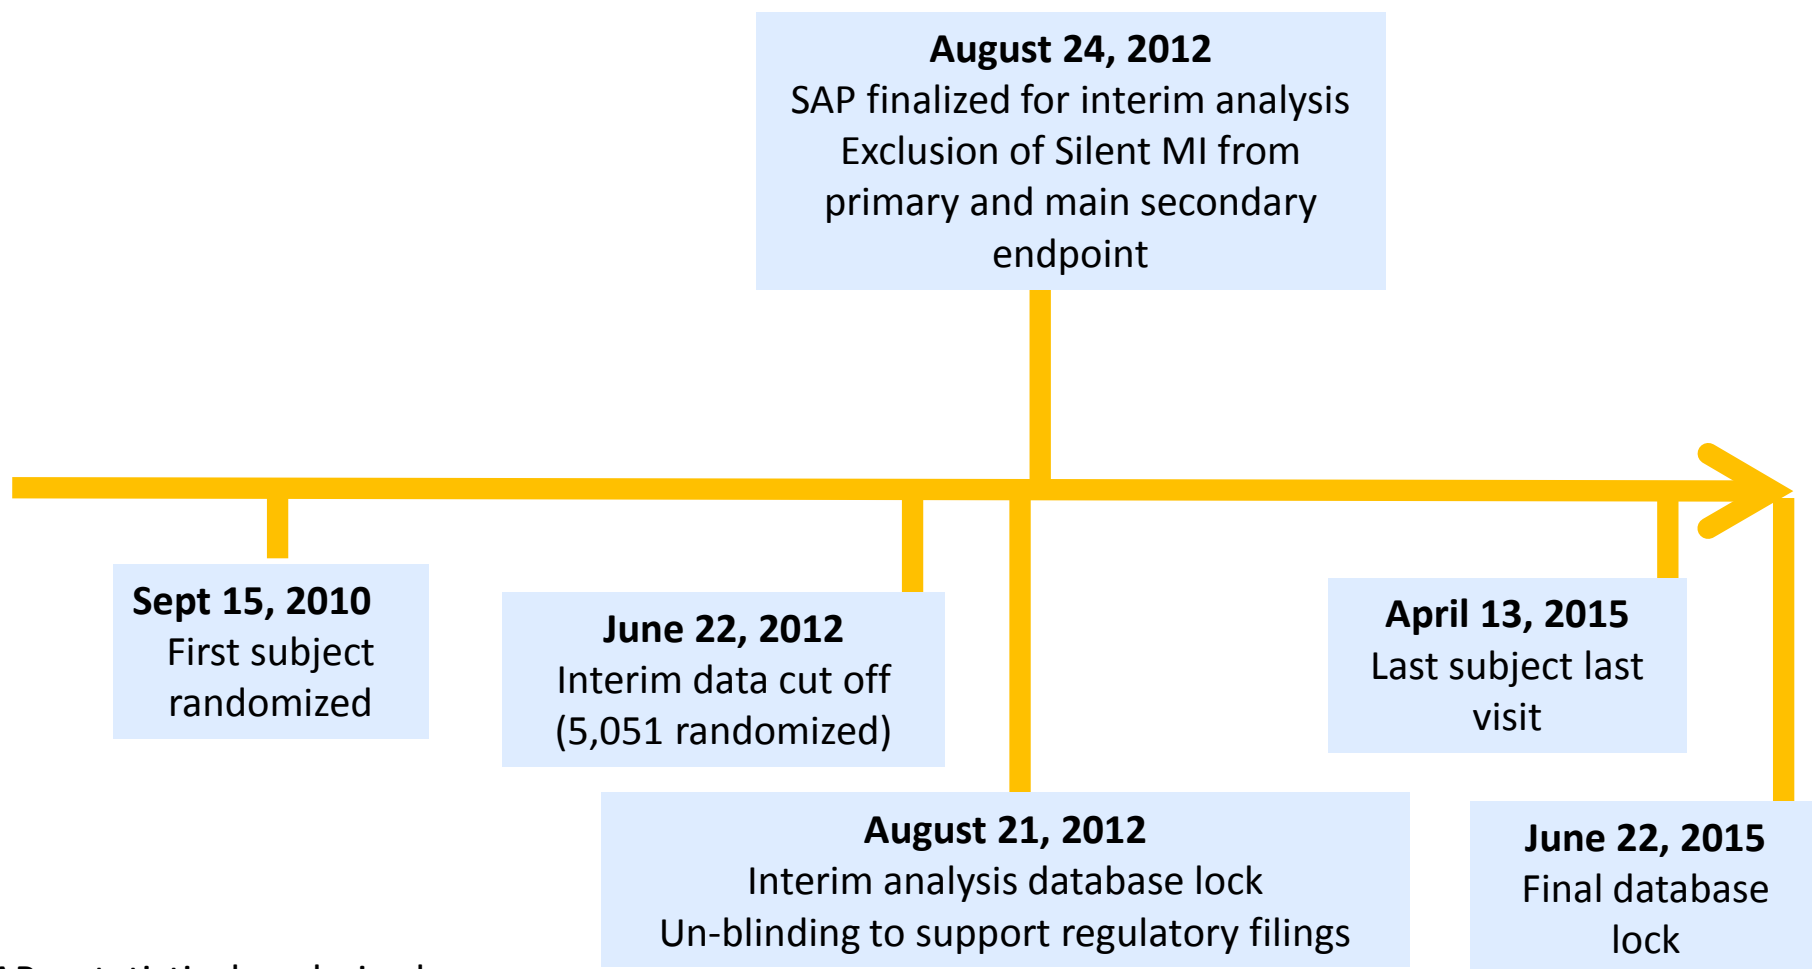 August 24, 2012
SAP finalized for interim analysis
Exclusion of Silent MI from
primary and main secondary
endpoint
Sept 15, 2010
First subject
randomized
June 22, 2012
Interim data cut off
(5,051 randomized)
August 21, 2012
Interim analysis database lock
Un-blinding to support regulatory filings
April 13, 2015
Last subject last
visit
June 22, 2015
Final database
lock